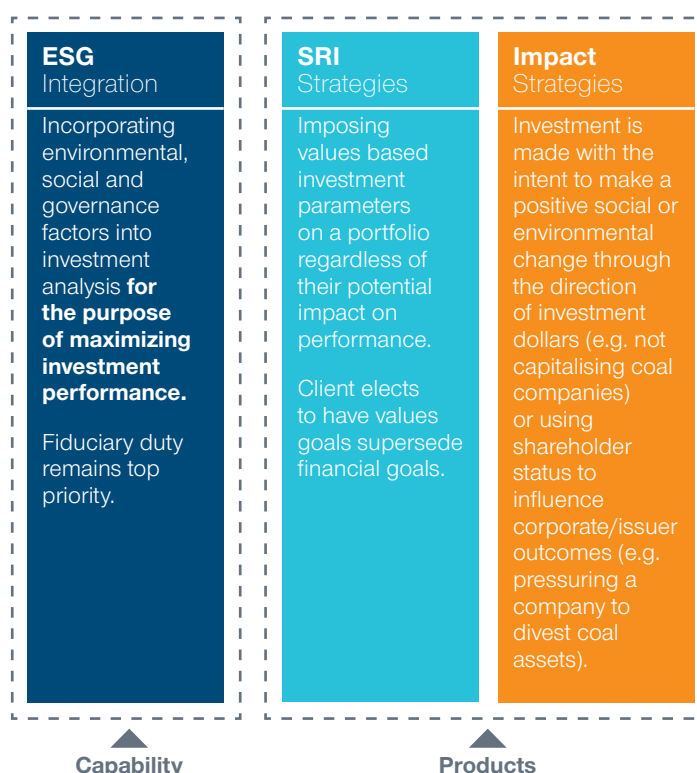 ESG
Integration
Incorporating
environmental,
social and
governance
factors into
investment
analysis for
the purpose
of maximizing
investment
performance.
Fiduciary duty
remains top
priority.
SRI
Strategies
Imposing
values based
investment
parameters
on a portfolio
regardless of
their potential
impact on
performance.
Client elects
to have values
goals supersede
financial goals.
Impact
Strategies
Investment is
made with the
intent to make a
positive social or
environmental
change through
the direction
of investment
dollars (e.g. not
capitalising coal
companies)
or using
shareholder
status to
influence
corporate/issuer
outcomes (e.g.
pressuring a
company to
divest coal
assets).
Capability
Products